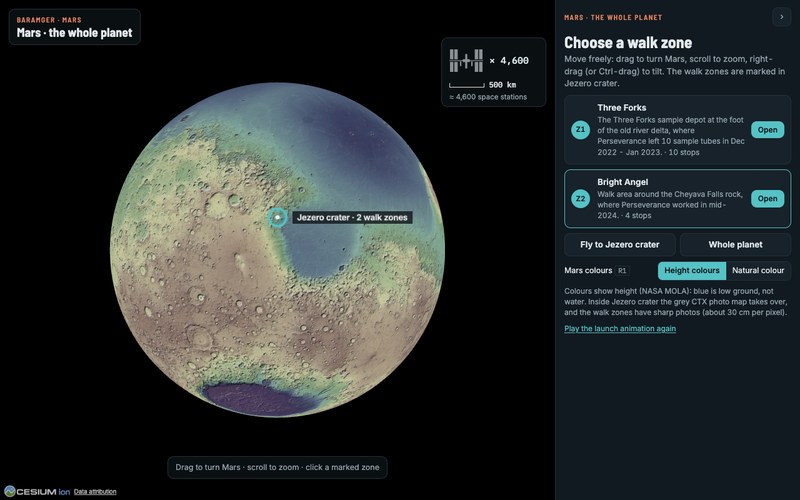 BARAMGER · MARS
Mars · the whole planet
× 4,600
500 km
= 4,600 space stations
Jezero crater · 2 walk zones
Drag to turn Mars · scroll to zoom · click a marked zone
CESIUM ion Data attribution
MARS · THE WHOLE PLANET
Choose a walk zone
Move freely: drag to turn Mars, scroll to zoom, right-
drag (or Ctrl-drag) to tilt. The walk zones are marked in
Jezero crater.
Three Forks
Z1
The Three Forks sample depot at the foot
of the old river delta, where
Perseverance left 10 sample tubes in Dec
2022 – Jan 2023. · 10 stops
Open
Bright Angel
Z2
Walk area around the Cheyava Falls rock,
where Perseverance worked in mid-
2024. · 4 stops
Open
Fly to Jezero crater
Whole planet
Mars colours R1
Height colours
Natural colour
Colours show height (NASA MOLA): blue is low ground, not
water. Inside Jezero crater the grey CTX photo map takes over,
and the walk zones have sharp photos (about 30 cm per pixel).
Play the launch animation again